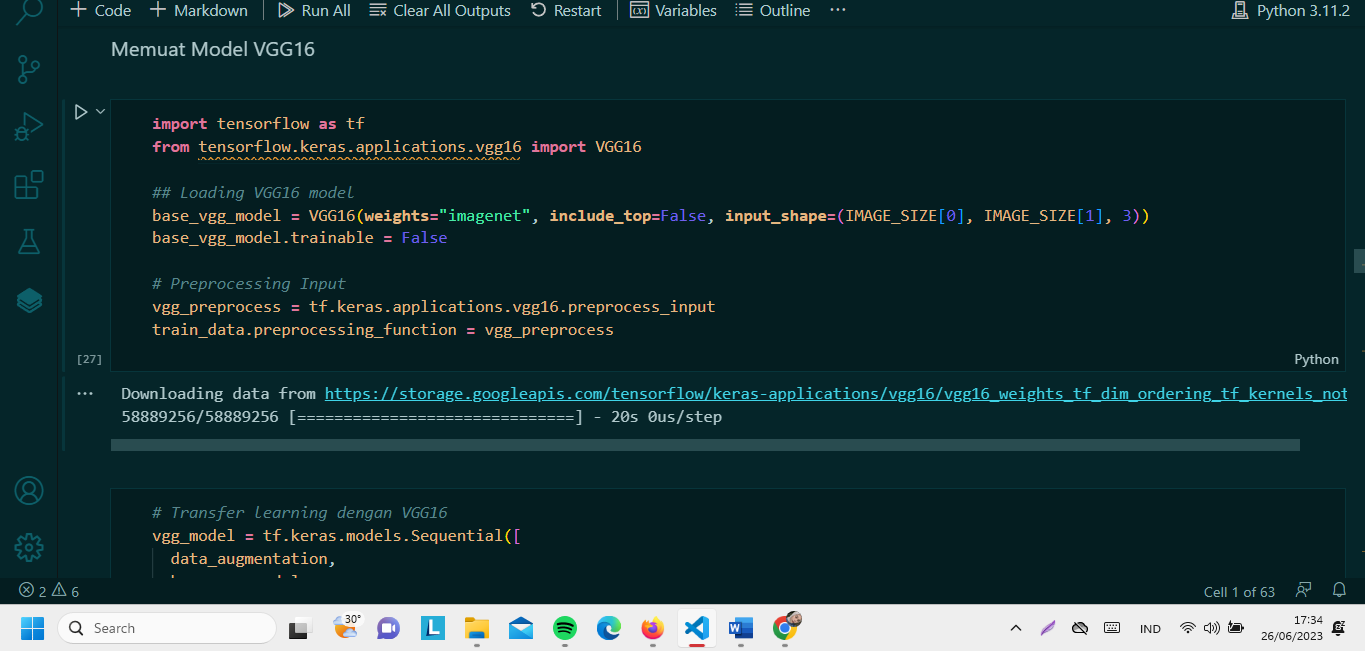 Code
Markdown
Run All
Clear All Outputs
Restart
Variables
Outline
...
Python 3.11.2
Memuat Model VGG16
import tensorflow as tf
from tensorflow.keras.applications.vgg16 import VGG16
## Loading VGG16 model
base_vgg_model = VGG16(weights="imagenet", include_top=False, input_shape=(IMAGE_SIZE[0], IMAGE_SIZE[1], 3))
base_vgg_model.trainable = False
# Preprocessing Input
vgg_preprocess = tf.keras.applications.vgg16.preprocess_input
train_data.preprocessing_function = vgg_preprocess
[27]
Python
Downloading data from https://storage.googleapis.com/tensorflow/keras-applications/vgg16/vgg16_weights_tf_dim_ordering_tf_kernels_not
58889256/58889256 [==============================] - 20s 0us/step
# Transfer learning dengan VGG16
vgg_model = tf.keras.models.Sequential([
data_augmentation,
2
6
Cell 1 of 63
Search
30°
IND
17:34
26/06/2023